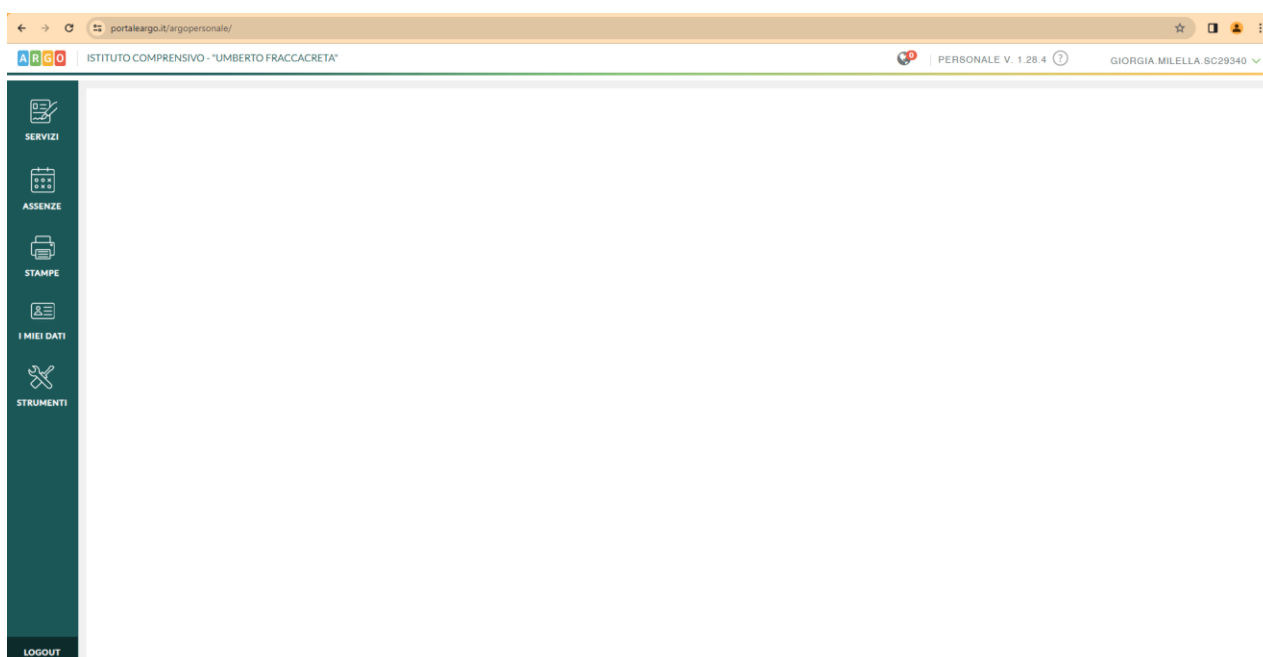 portaleargo.it/argopersonale/
ARGO ISTITUTO COMPRENSIVO - "UMBERTO FRACCACRETA" 0 PERSONALE V. 1.28.4 ? GIORGIA.MILELLA.SC29340
SERVIZI
ASSENZE
STAMPE
I MIEI DATI
STRUMENTI
LOGOUT